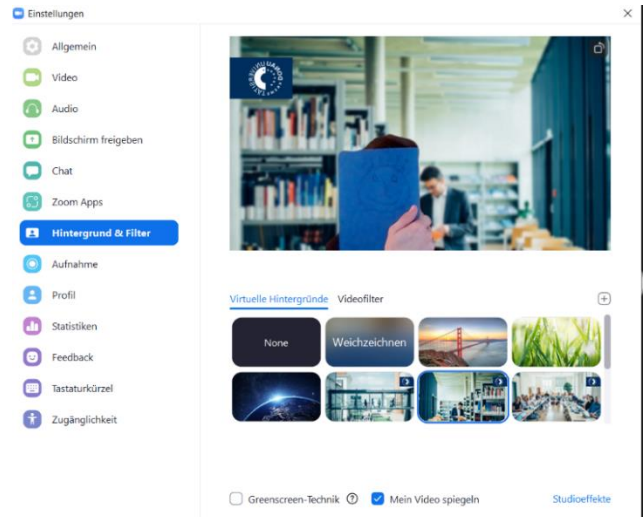 Einstellungen
Allgemein
Video
Audio
Bildschirm freigeben
Chat
Zoom Apps
Hintergrund & Filter
Aufnahme
Profil
Statistiken
Feedback
Tastaturkürzel
Zugänglichkeit
Virtuelle Hintergründe Videofilter
None
Weichzeichnen
Greenscreen-Technik
Mein Video spiegeln
Studioeffekte